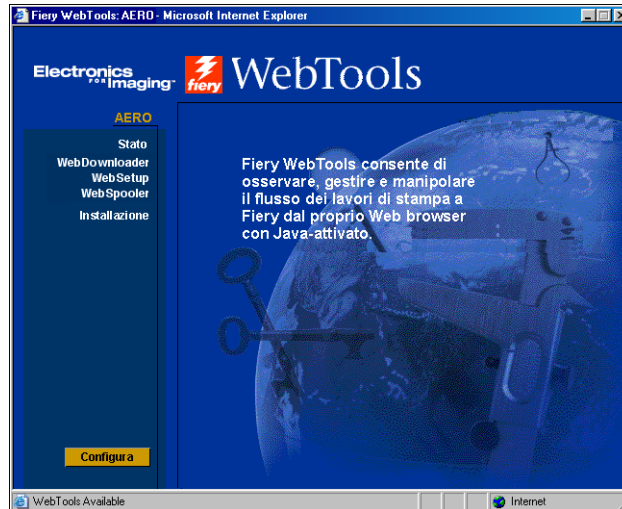 Fiery WebTools: AERO - Microsoft Internet Explorer
Electronics
FOR Imaging™
fiery
WebTools
AERO
Stato
WebDownloader
WebSetup
WebSpooler
Installazione
Fiery WebTools consente di
osservare, gestire e manipolare
il flusso dei lavori di stampa a
Fiery dal proprio Web browser
con Java-attivato.
Configura
WebTools Available
Internet